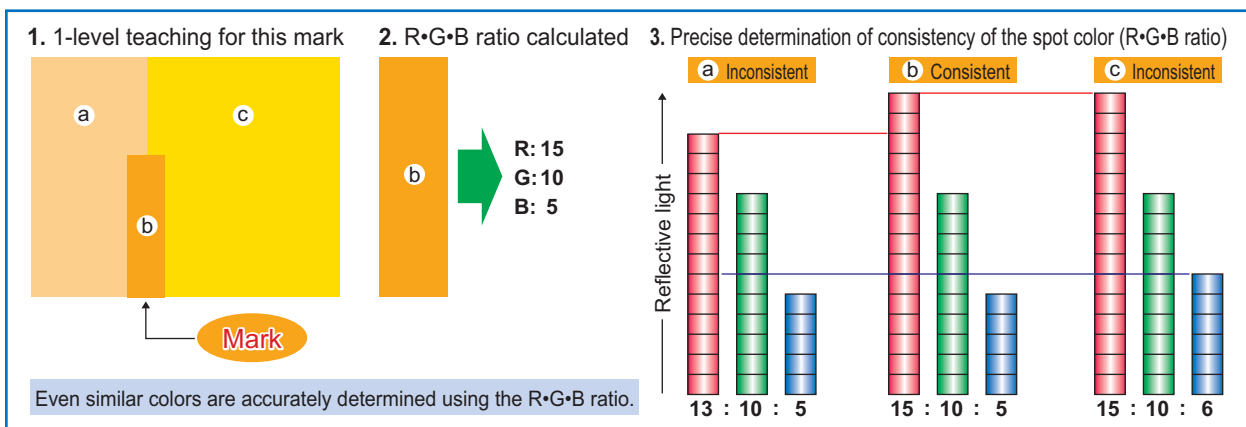 1. 1-level teaching for this mark
a
c
b
Mark
Even similar colors are accurately determined using the R•G•B ratio.
2. R•G•B ratio calculated
b
R: 15
G: 10
B: 5
3. Precise determination of consistency of the spot color (R•G•B ratio)
a Inconsistent
b Consistent
c Inconsistent
Reflective light
13 : 10 : 5
15 : 10 : 5
15 : 10 : 6